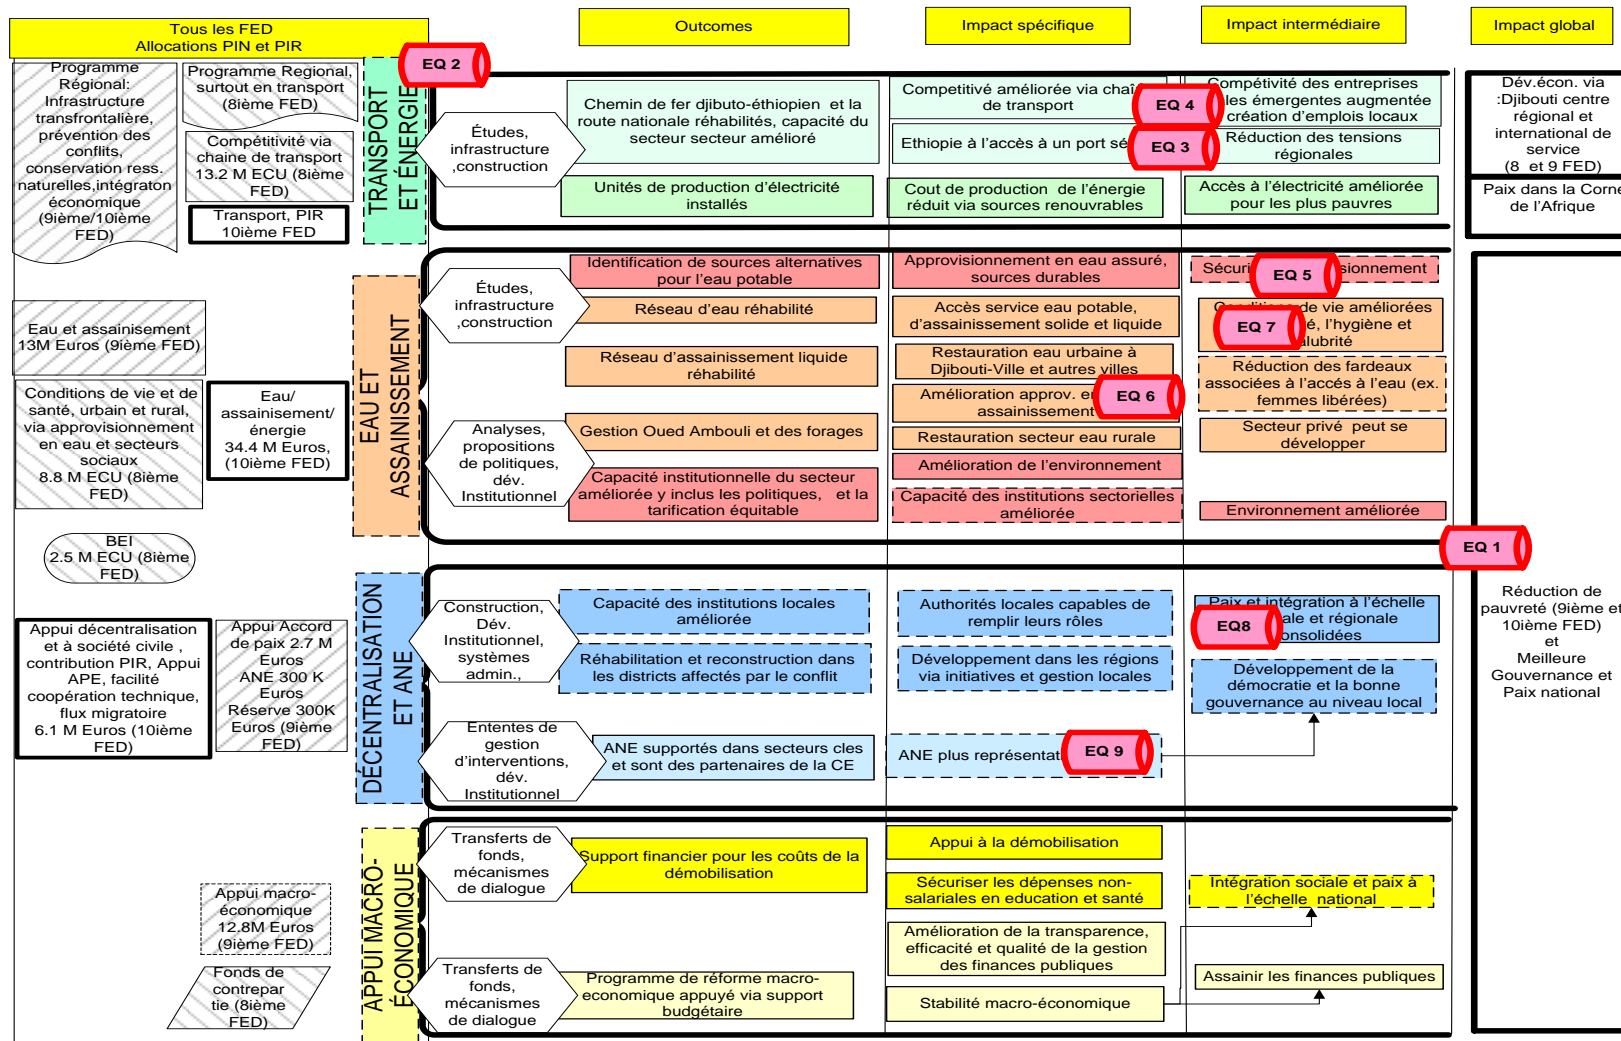 Tous les FED
Allocations PIN et PIR
Outcomes
Impact spécifique
Impact intermédiaire
Impact global
Programme
Régional:
Infrastructure
transfrontalière,
prévention des
conflits,
conservation ress.
naturelles,intégraton
économique
(9ième/10ième
FED)
Programme Regional,
surtout en transport
(8ième FED)
Compétitivité via
chaine de transport
13.2 M ECU (8ième
FED)
Transport, PIR
10ième FED
TRANSPORT
ET ÉNERGIE
EQ 2
Études,
infrastructure
,construction
Chemin de fer djibuto-éthiopien et la
route nationale réhabilités, capacité du
secteur secteur amélioré
Unités de production d'électricité
installés
Competitivé améliorée via chaî
de transport
EQ 4
Ethiopie à l'accès à un port sé
EQ 3
Cout de production de l'énergie
réduit via sources renouvrables
Compétivité des entreprises
les émergentes augmentée
création d'emplois locaux
Réduction des tensions
régionales
Accès à l'électricité améliorée
pour les plus pauvres
Dév.écon. via
:Djibouti centre
régional et
international de
service
(8 et 9 FED)
Paix dans la Corne
de l'Afrique
Eau et assainisement
13M Euros (9ième FED)
Conditions de vie et de
santé, urbain et rural,
via approvisionnement
en eau et secteurs
sociaux
8.8 M ECU (8ième
FED)
Eau/
assainisement/
énergie
34.4 M Euros,
(10ième FED)
BEI
2.5 M ECU (8ième
FED)
EAU ET
ASSAINISSEMENT
Études,
infrastructure
,construction
Analyses,
propositions
de politiques,
dév.
Institutionnel
Identification de sources alternatives
pour l'eau potable
Réseau d'eau réhabilité
Réseau d'assainissement liquide
réhabilité
Gestion Oued Ambouli et des forages
Capacité institutionnelle du secteur
améliorée y inclus les politiques, et la
tarification équitable
Approvisionnement en eau assuré,
sources durables
Accès service eau potable,
d'assainissement solide et liquide
Restauration eau urbaine à
Djibouti-Ville et autres villes
Amélioration approv. en
assainissement
EQ 6
Restauration secteur eau rurale
Amélioration de l'environnement
Capacité des institutions sectorielles
améliorée
Sécuri
EQ 5
sionnement
Conditions de vie améliorées
EQ 7
é, l'hygiène et
alubrité
Réduction des fardeaux
associées à l'accés à l'eau (ex.
femmes libérées)
Secteur privé peut se
développer
Environnement améliorée
EQ 1
Réduction de
pauvreté (9ième et
10ième FED)
et
Meilleure
Gouvernance et
Paix national
Appui décentralisation
et à société civile ,
contribution PIR, Appui
APE, facilité
coopération technique,
flux migratoire
6.1 M Euros (10ième
FED)
Appui Accord
de paix 2.7 M
Euros
ANE 300 K
Euros
Réserve 300K
Euros (9ième
FED)
DÉCENTRALISATION
ET ANE
Construction,
Dév.
Institutionnel,
systèmes
admin.,
Ententes de
gestion
d'interventions,
dév.
Institutionnel
Capacité des institutions locales
améliorée
Réhabilitation et reconstruction dans
les districts affectés par le conflit
ANE supportés dans secteurs cles
et sont des partenaires de la CE
Authorités locales capables de
remplir leurs rôles
Développement dans les régions
via initiatives et gestion locales
ANE plus représentat
EQ 9
Paix et intégration à l'échelle
EQ8
ale et régionale
onsolidées
Développement de la
démocratie et la bonne
gouvernance au niveau local
Appui macro-
économique
12.8M Euros
(9ième FED)
Fonds de
contrepar
tie (8ième
FED)
APPUI MACRO-
ÉCONOMIQUE
Transferts de
fonds,
mécanismes
de dialogue
Transferts de
fonds,
mécanismes
de dialogue
Support financier pour les coûts de la
démobilisation
Programme de réforme macro-
economique appuyé via support
budgétaire
Appui à la démobilisation
Sécuriser les dépenses non-
salariales en education et santé
Amélioration de la transparence,
efficacité et qualité de la gestion
des finances publiques
Stabilité macro-économique
Intégration sociale et paix à
l'échelle national
Assainir les finances publiques